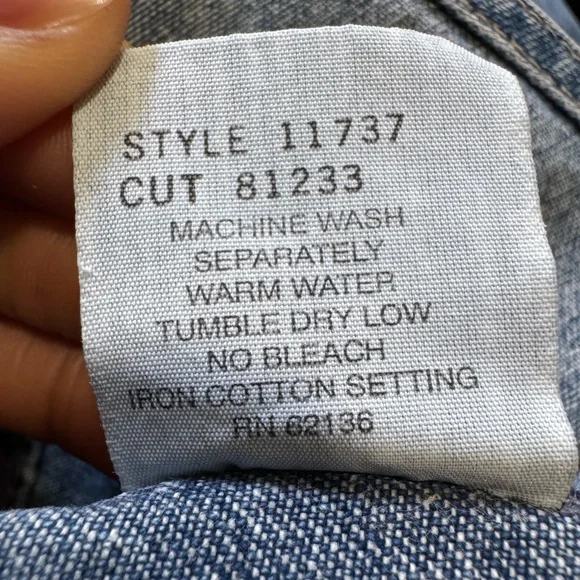 STYLE 11737
CUT 81233
MACHINE WASH
SEPARATELY
WARM WATER
TUMBLE DRY LOW
NO BLEACH
IRON COTTON SETTING
RN 62136